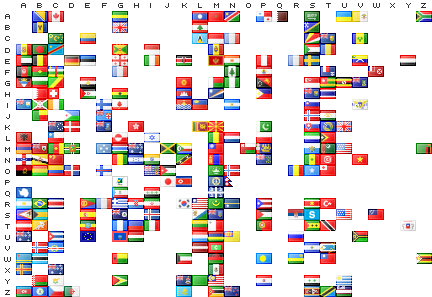 A B C D E F G H I J K L M N O P Q R S T U V W X Y Z
A
B
C
D
E
F
G
H
I
J
K
L
M
N
O
P
Q
R
S
T
U
V
W
X
Y
Z